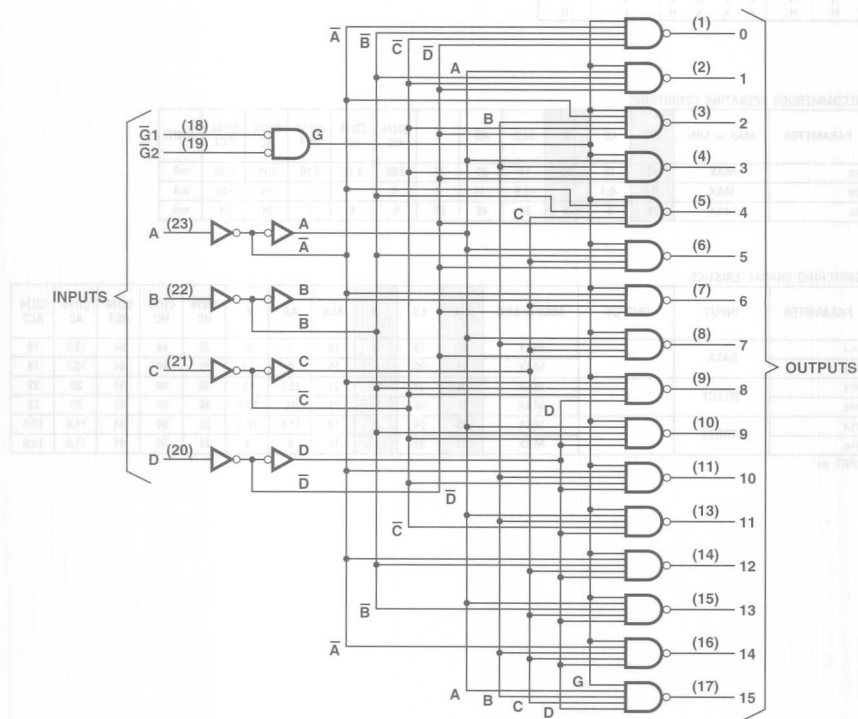 A̅ B̅ C̅ D̅ (1) 0
A (2) 1
B (3) 2
(4) 3
C (5) 4
(6) 5
(7) 6
(8) 7
D (9) 8
(10) 9
(11) 10
C̅ (13) 11
(14) 12
B̅ (15) 13
A̅ (16) 14
A B C D G (17) 15
OUTPUTS
INPUTS
G̅1 (18)
G̅2 (19) G
A (23) A
A̅
B (22) B
B̅
C (21) C
C̅
D (20) D
D̅ D̅